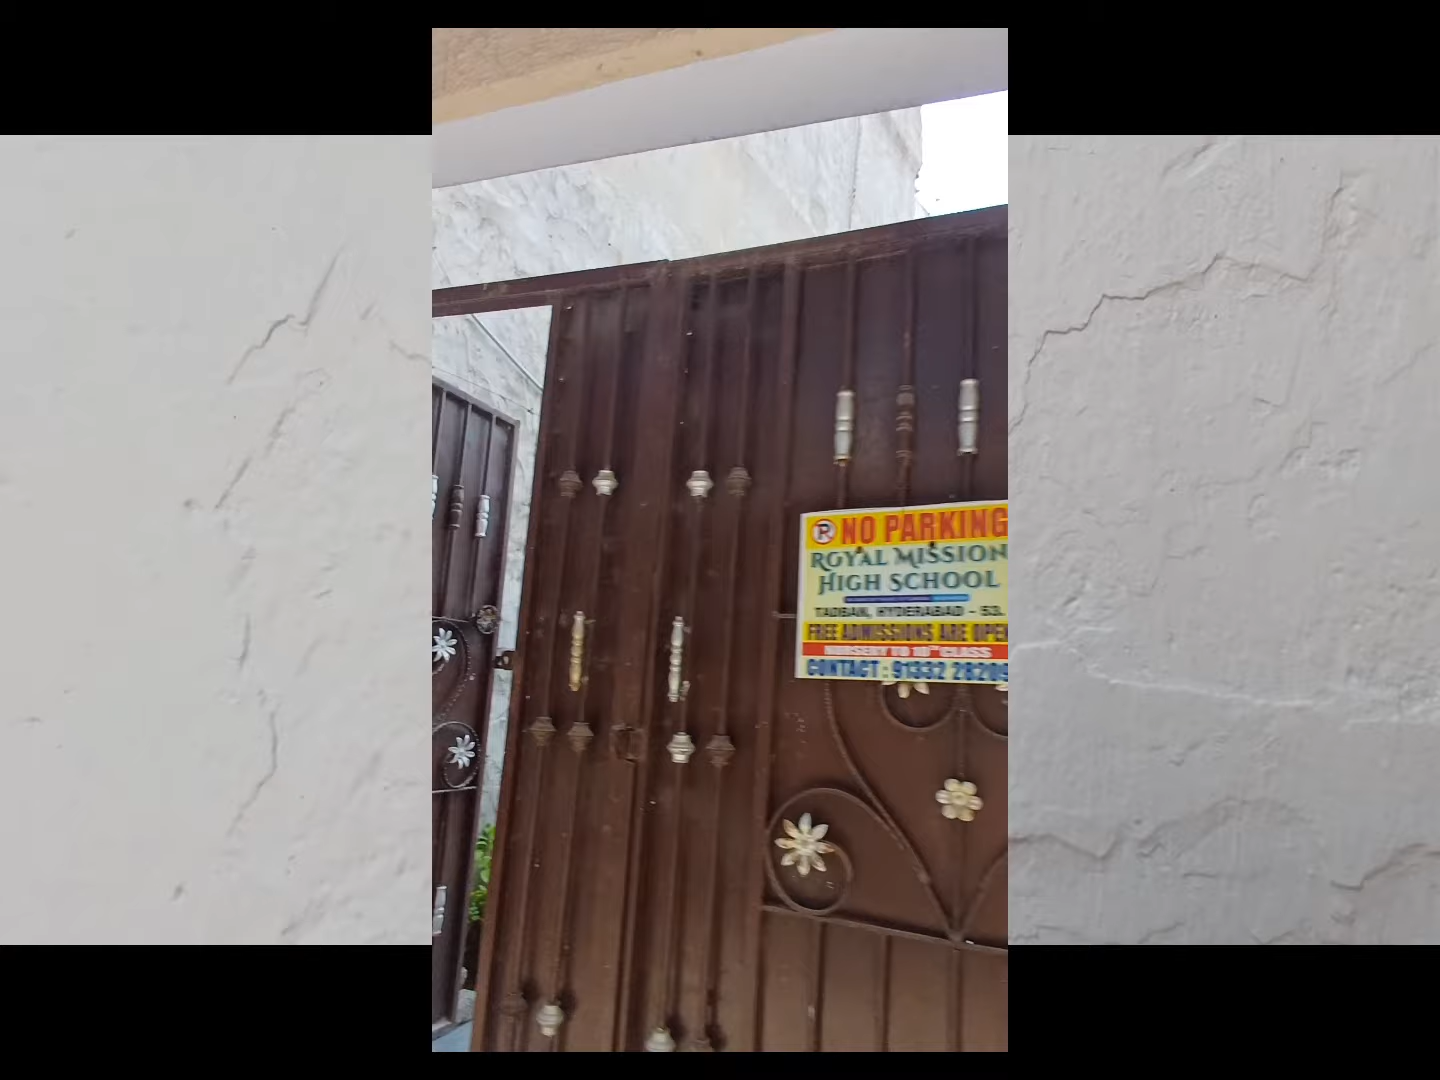 NO PARKING
ROYAL MISSION
HIGH SCHOOL
TADBAN, HYDERABAD - 53.
FREE ADMISSIONS ARE OPEN
NURSERY TO 10TH CLASS
CONTACT : 91332 28209